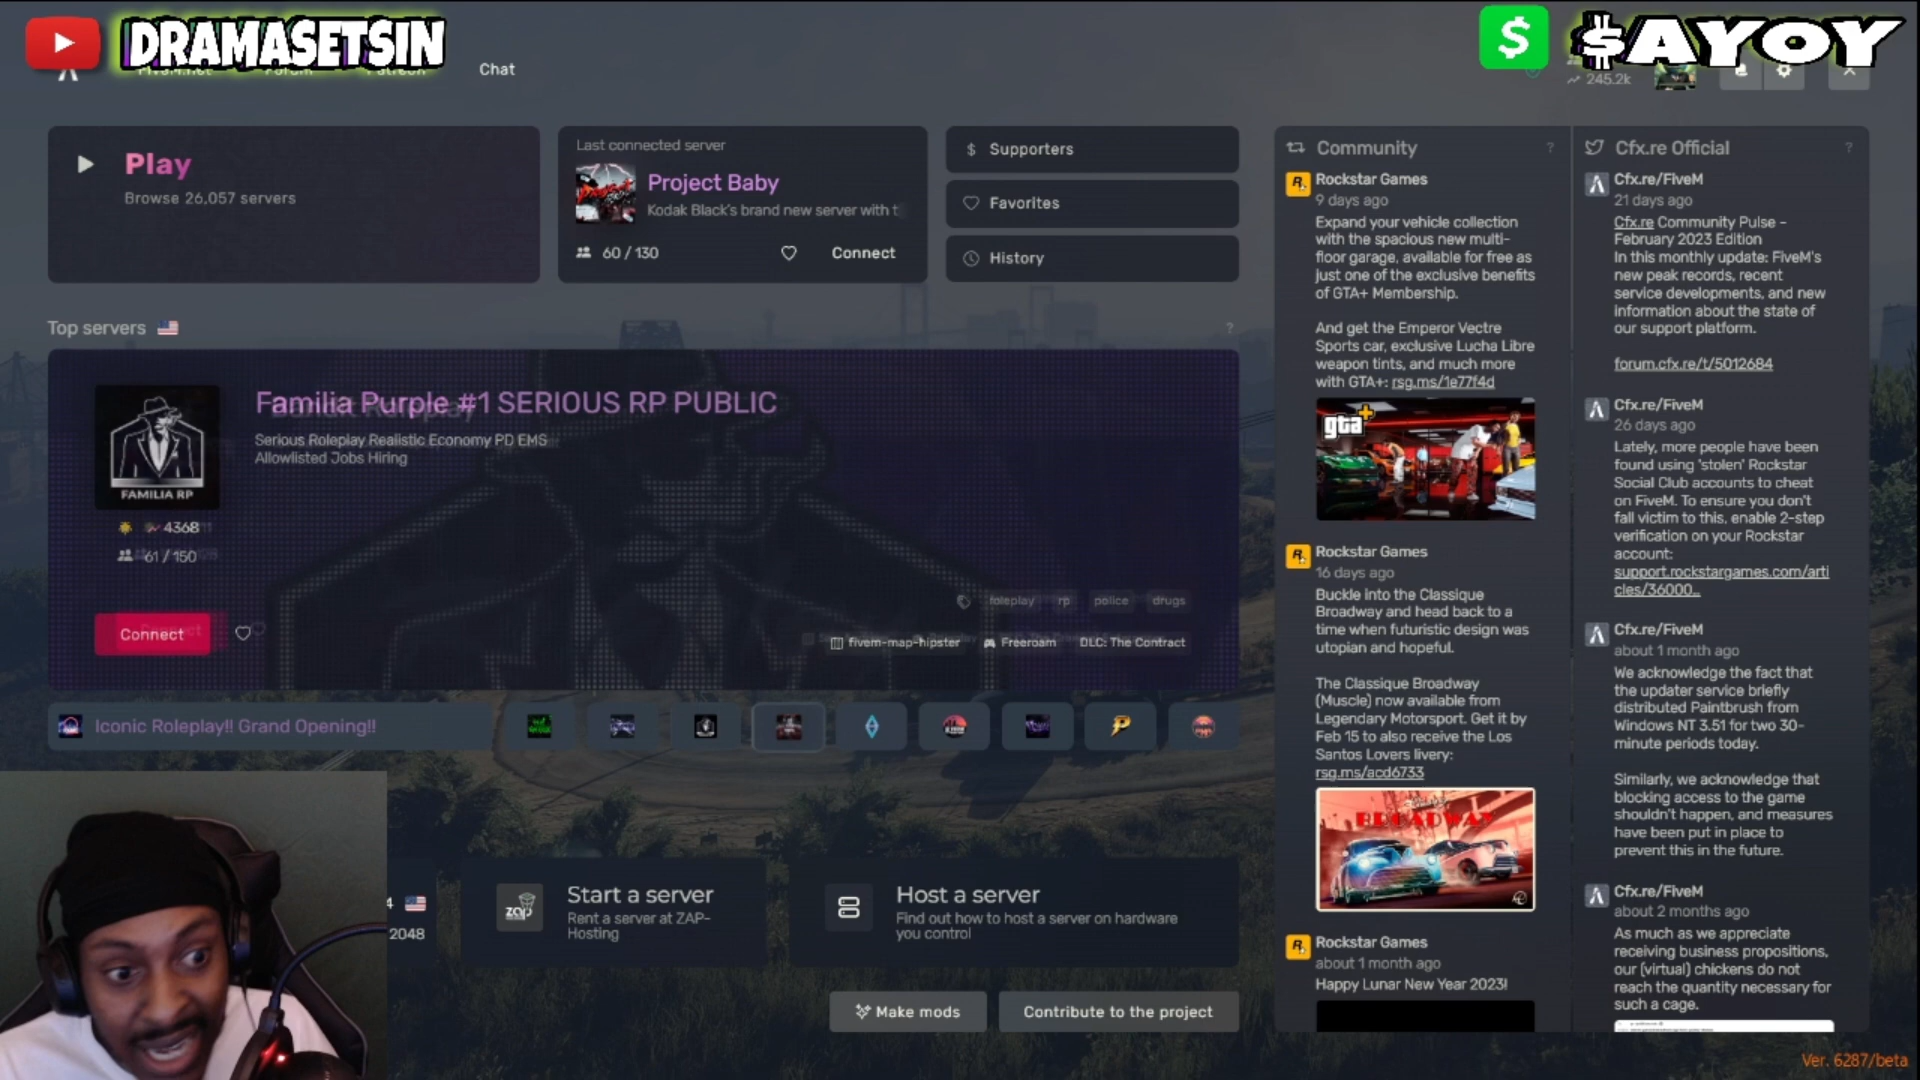 DRAMASETSIN
$AYOY
Chat
245.2k
Play
Browse 26,057 servers
Last connected server
Project Baby
Kodak Black's brand new server with t
60 / 130
Connect
Supporters
Favorites
History
Top servers
Familia Purple #1 SERIOUS RP PUBLIC
Serious Roleplay Realistic Economy PD EMS
Allowlisted Jobs Hiring
FAMILIA RP
4368
61 / 150
Connect
roleplay rp police drugs
fivem-map-hipster Freeroam DLC: The Contract
Iconic Roleplay!! Grand Opening!!
2048
zap
Start a server
Rent a server at ZAP-
Hosting
Host a server
Find out how to host a server on hardware
you control
Make mods
Contribute to the project
Community
Rockstar Games
9 days ago
Expand your vehicle collection
with the spacious new multi-
floor garage, available for free as
just one of the exclusive benefits
of GTA+ Membership.
And get the Emperor Vectre
Sports car, exclusive Lucha Libre
weapon tints, and much more
with GTA+: rsg.ms/1e77f4d
gta+
Rockstar Games
16 days ago
Buckle into the Classique
Broadway and head back to a
time when futuristic design was
utopian and hopeful.
The Classique Broadway
(Muscle) now available from
Legendary Motorsport. Get it by
Feb 15 to also receive the Los
Santos Lovers livery:
rsg.ms/acd6733
BROADWAY
Rockstar Games
about 1 month ago
Happy Lunar New Year 2023!
Cfx.re Official
Cfx.re/FiveM
21 days ago
Cfx.re Community Pulse -
February 2023 Edition
In this monthly update: FiveM's
new peak records, recent
service developments, and new
information about the state of
our support platform.
forum.cfx.re/t/5012684
Cfx.re/FiveM
26 days ago
Lately, more people have been
found using 'stolen' Rockstar
Social Club accounts to cheat
on FiveM. To ensure you don't
fall victim to this, enable 2-step
verification on your Rockstar
account:
support.rockstargames.com/arti
cles/36000...
Cfx.re/FiveM
about 1 month ago
We acknowledge the fact that
the updater service briefly
distributed Paintbrush from
Windows NT 3.51 for two 30-
minute periods today.
Similarly, we acknowledge that
blocking access to the game
shouldn't happen, and measures
have been put in place to
prevent this in the future.
Cfx.re/FiveM
about 2 months ago
As much as we appreciate
receiving business propositions,
our (virtual) chickens do not
reach the quantity necessary for
such a cage.
Ver. 6287/beta